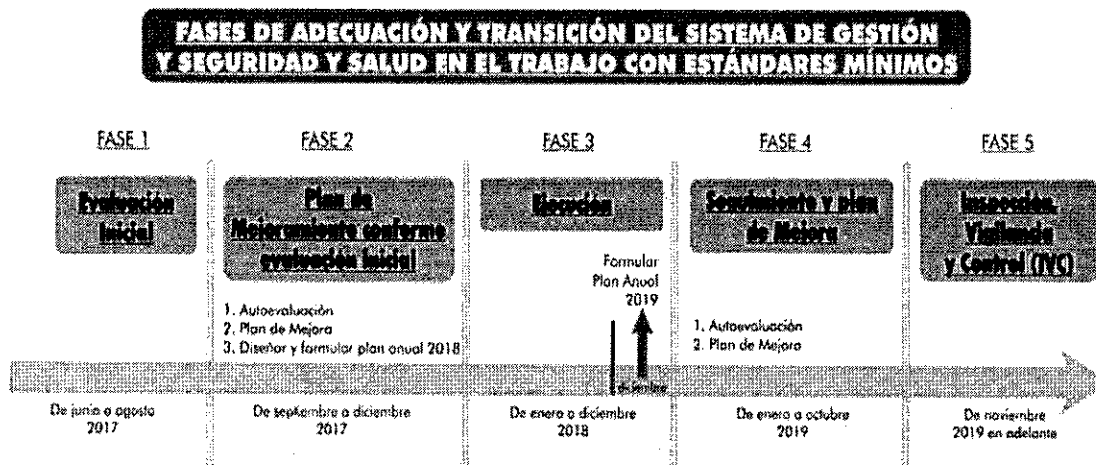 FASES DE ADECUACIÓN Y TRANSICIÓN DEL SISTEMA DE GESTIÓN
Y SEGURIDAD Y SALUD EN EL TRABAJO CON ESTÁNDARES MÍNIMOS
FASE 1
Evaluación
Inicial
De junio a agosto
2017
FASE 2
Plan de
Mejoramiento conforme
evaluación Inicial
1. Autoevaluación
2. Plan de Mejora
3. Diseñar y formular plan anual 2018
De septiembre a diciembre
2017
FASE 3
Ejecución
Formular
Plan Anual
2019
diciembre
De enero a diciembre
2018
FASE 4
Seguimiento y plan
de Mejora
1. Autoevaluación
2. Plan de Mejora
De enero a octubre
2019
FASE 5
Inspección,
Vigilancia
y Control (IVC)
De noviembre
2019 en adelante